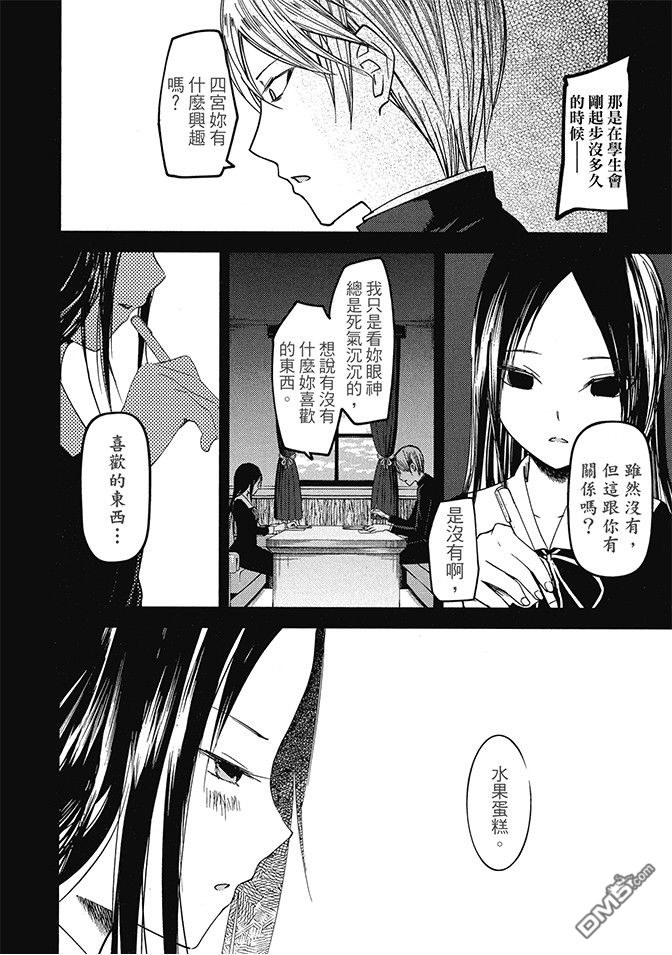 那是在學生會
剛起步沒多久
的時候——
四宮妳有
什麼興趣
嗎？
雖然沒有，
但這跟你有
關係嗎？
是沒有啊，
我只是看妳眼神
總是死氣沉沉的，
想說有沒有
什麼妳喜歡
的東西。
喜歡的東西…
水果蛋糕。
DM5.com